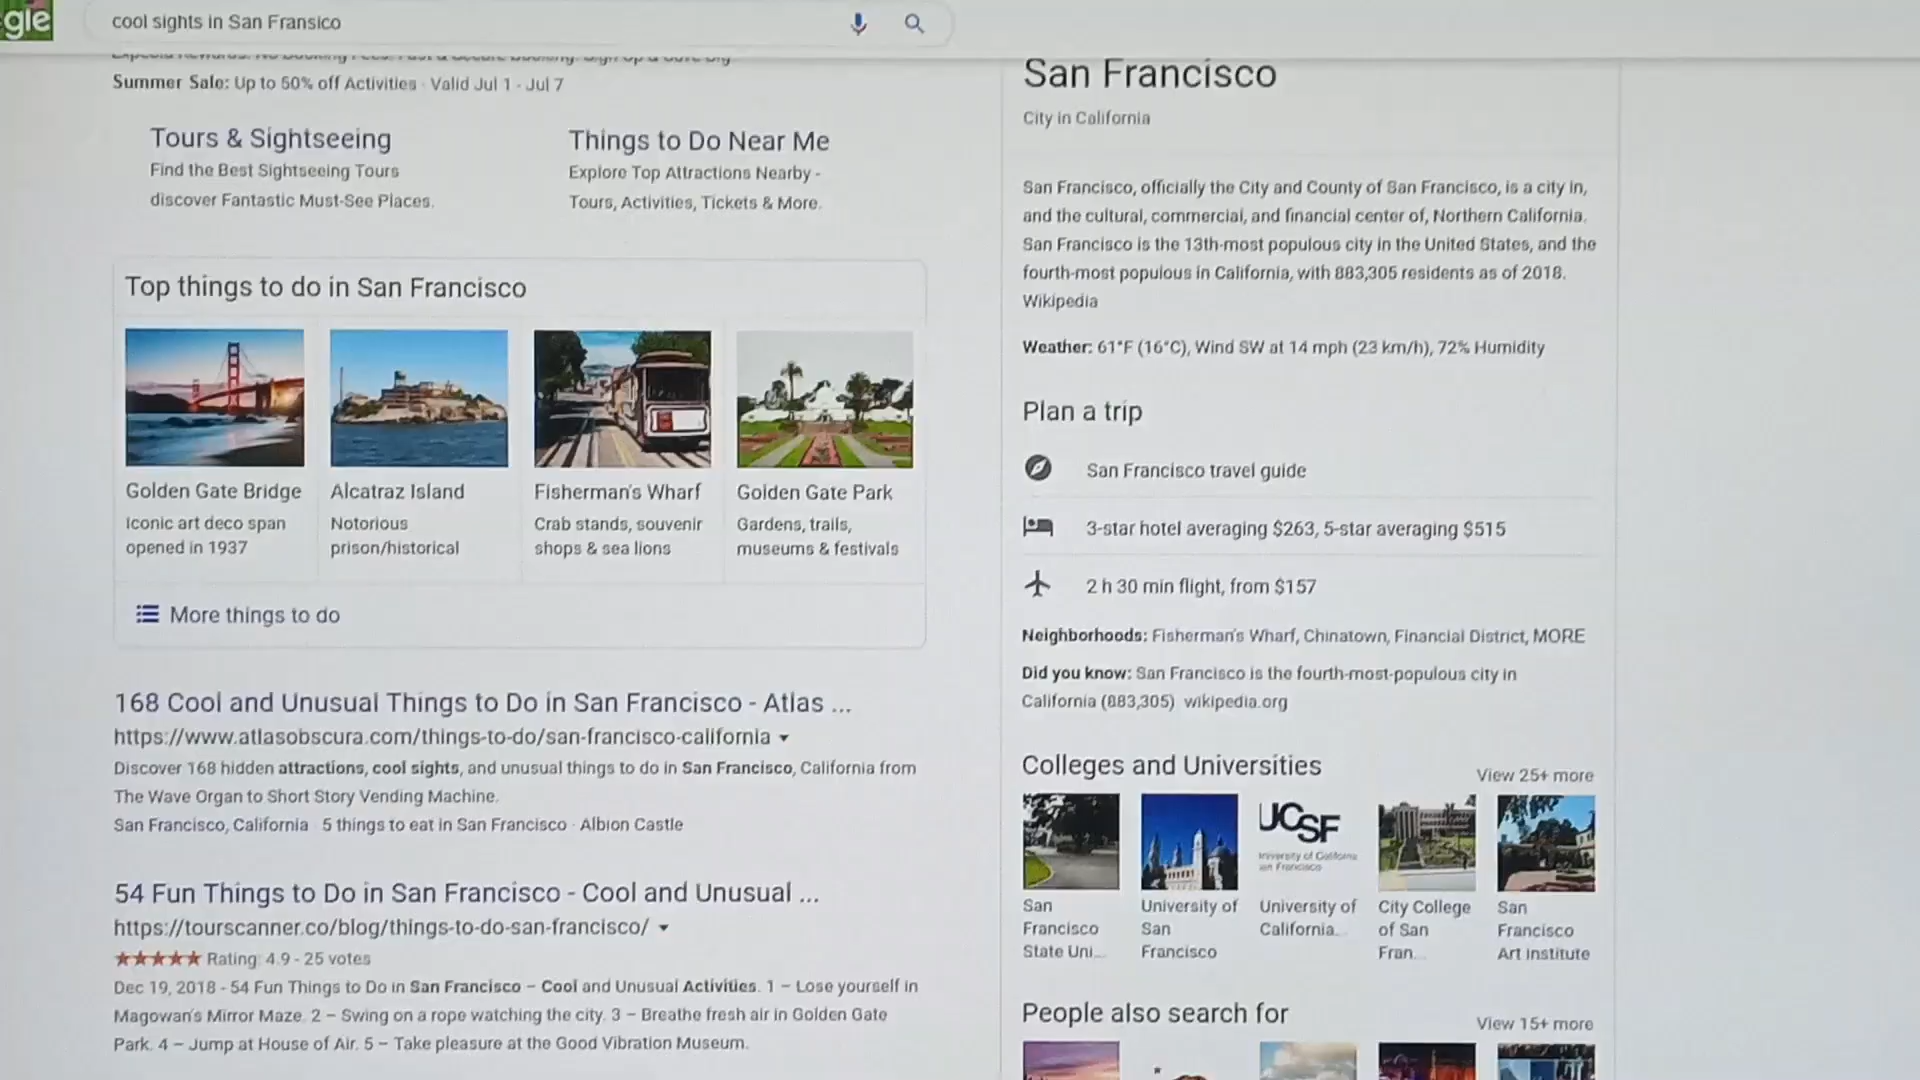 gle
cool sights in San Fransico
Summer Sale: Up to 50% off Activities · Valid Jul 1 - Jul 7
Tours & Sightseeing
Find the Best Sightseeing Tours
discover Fantastic Must-See Places.
Things to Do Near Me
Explore Top Attractions Nearby -
Tours, Activities, Tickets & More.
Top things to do in San Francisco
Golden Gate Bridge
Iconic art deco span
opened in 1937
Alcatraz Island
Notorious
prison/historical
Fisherman's Wharf
Crab stands, souvenir
shops & sea lions
Golden Gate Park
Gardens, trails,
museums & festivals
More things to do
168 Cool and Unusual Things to Do in San Francisco - Atlas ...
https://www.atlasobscura.com/things-to-do/san-francisco-california
Discover 168 hidden attractions, cool sights, and unusual things to do in San Francisco, California from
The Wave Organ to Short Story Vending Machine.
San Francisco, California · 5 things to eat in San Francisco · Albion Castle
54 Fun Things to Do in San Francisco - Cool and Unusual ...
https://tourscanner.co/blog/things-to-do-san-francisco/
Rating: 4.9 - 25 votes
Dec 19, 2018 - 54 Fun Things to Do in San Francisco – Cool and Unusual Activities. 1 – Lose yourself in
Magowan's Mirror Maze. 2 – Swing on a rope watching the city. 3 – Breathe fresh air in Golden Gate
Park. 4 – Jump at House of Air. 5 – Take pleasure at the Good Vibration Museum.
San Francisco
City in California
San Francisco, officially the City and County of San Francisco, is a city in,
and the cultural, commercial, and financial center of, Northern California.
San Francisco is the 13th-most populous city in the United States, and the
fourth-most populous in California, with 883,305 residents as of 2018.
Wikipedia
Weather: 61°F (16°C), Wind SW at 14 mph (23 km/h), 72% Humidity
Plan a trip
San Francisco travel guide
3-star hotel averaging $263, 5-star averaging $515
2 h 30 min flight, from $157
Neighborhoods: Fisherman's Wharf, Chinatown, Financial District, MORE
Did you know: San Francisco is the fourth-most-populous city in
California (883,305) wikipedia.org
Colleges and Universities
View 25+ more
UCSF
University of California
San Francisco
San
Francisco
State Uni...
University of
San
Francisco
University of
California...
City College
of San
Fran...
San
Francisco
Art Institute
People also search for
View 15+ more